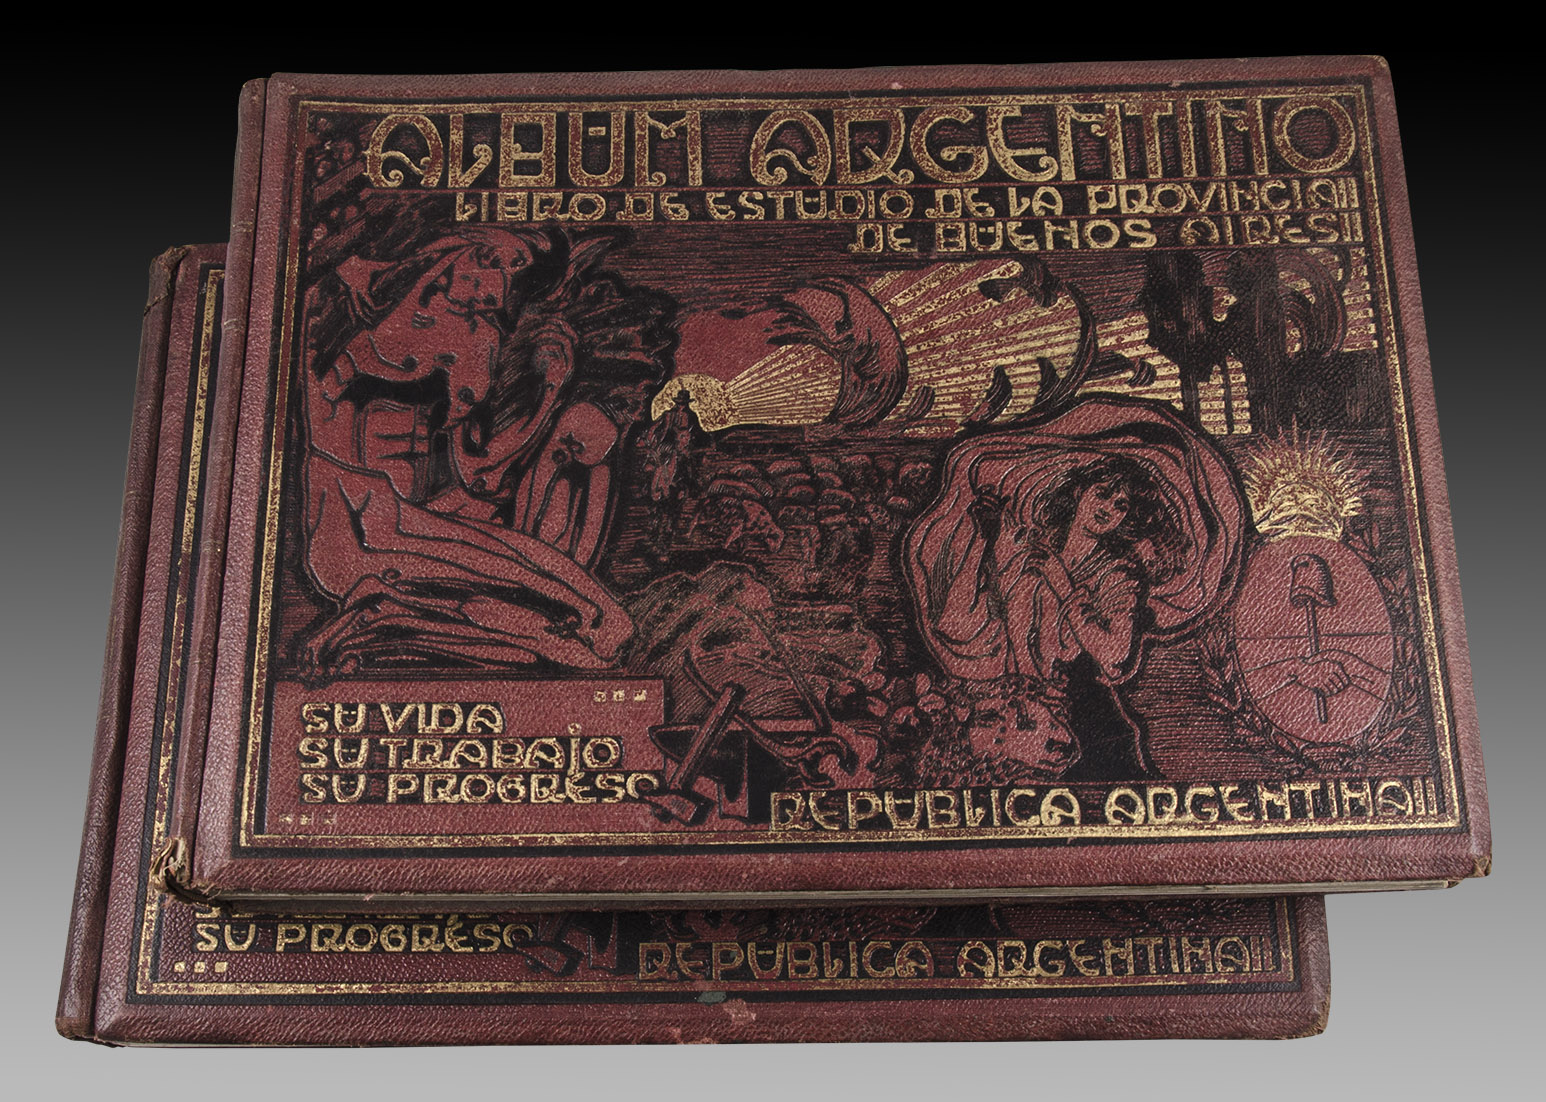 ALBUM ARGENTINO
LIBRO DE ESTUDIO DE LA PROVINCIA
DE BUENOS AIRES
SU VIDA
SU TRABAJO
SU PROGRESO
REPUBLICA ARGENTINA
SU PROGRESO
REPUBLICA ARGENTINA